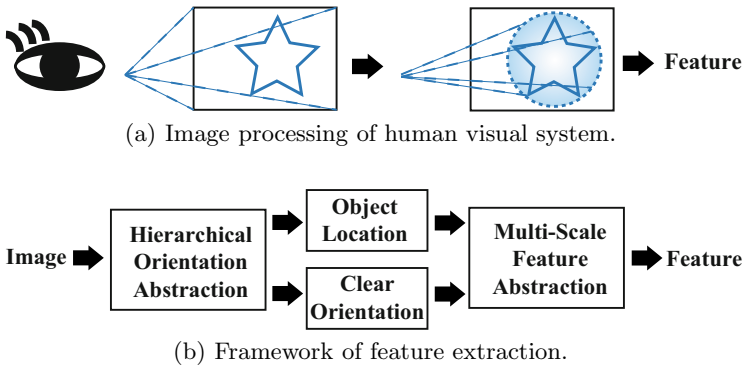 Feature
(a) Image processing of human visual system.
Image
Hierarchical
Orientation
Abstraction
Object
Location
Clear
Orientation
Multi-Scale
Feature
Abstraction
Feature
(b) Framework of feature extraction.